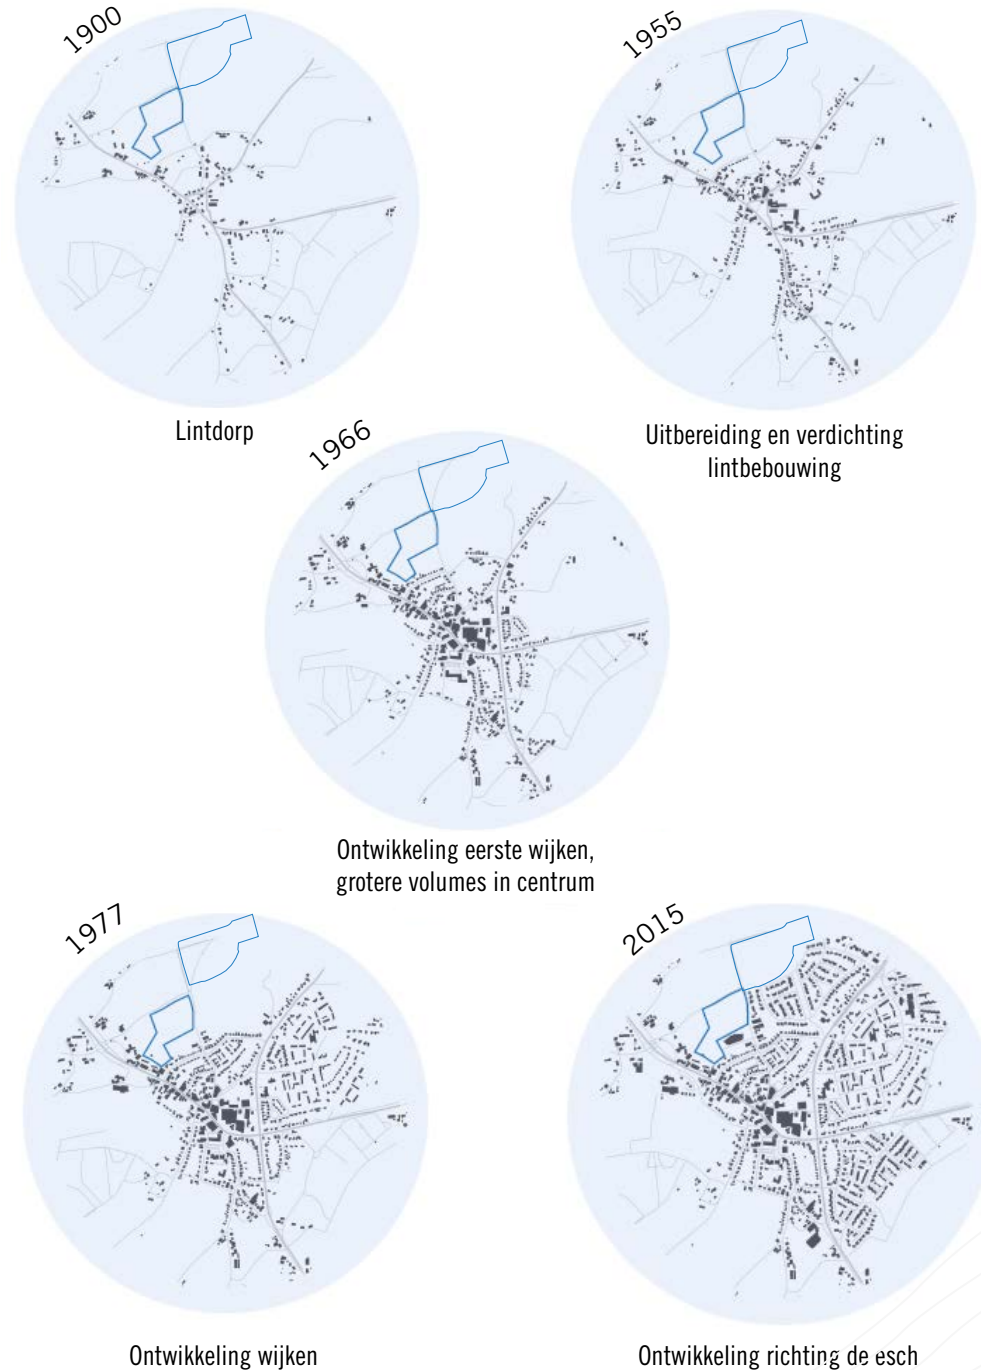 1900
Lintdorp
1955
Uitbereiding en verdichting
lintbebouwing
1966
Ontwikkeling eerste wijken,
grotere volumes in centrum
1977
Ontwikkeling wijken
2015
Ontwikkeling richting de esch